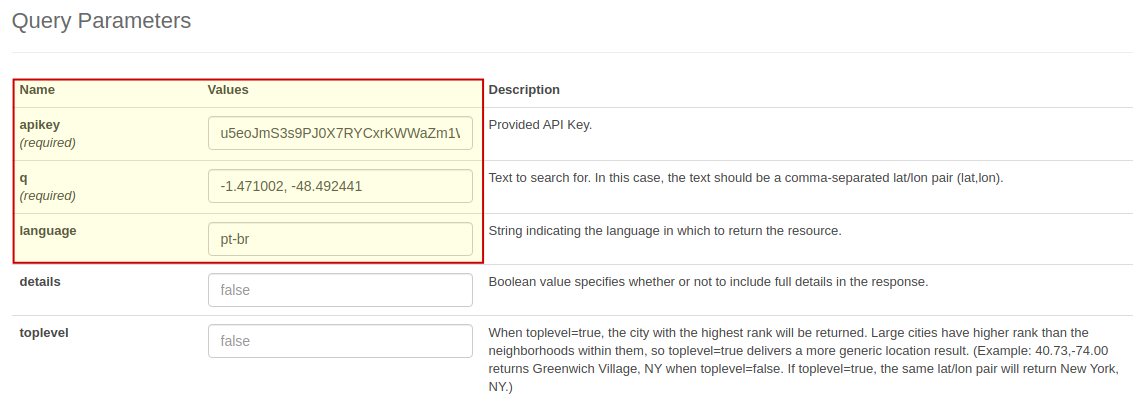 Query Parameters
Name Values Description
apikey
(required)
u5eoJmS3s9PJ0X7RYCxrKWWaZm1
Provided API Key.
q
(required)
-1.471002, -48.492441
Text to search for. In this case, the text should be a comma-separated lat/lon pair (lat,lon).
language
pt-br
String indicating the language in which to return the resource.
details
false
Boolean value specifies whether or not to include full details in the response.
toplevel
false
When toplevel=true, the city with the highest rank will be returned. Large cities have higher rank than the
neighborhoods within them, so toplevel=true delivers a more generic location result. (Example: 40.73,-74.00
returns Greenwich Village, NY when toplevel=false. If toplevel=true, the same lat/lon pair will return New York,
NY.)